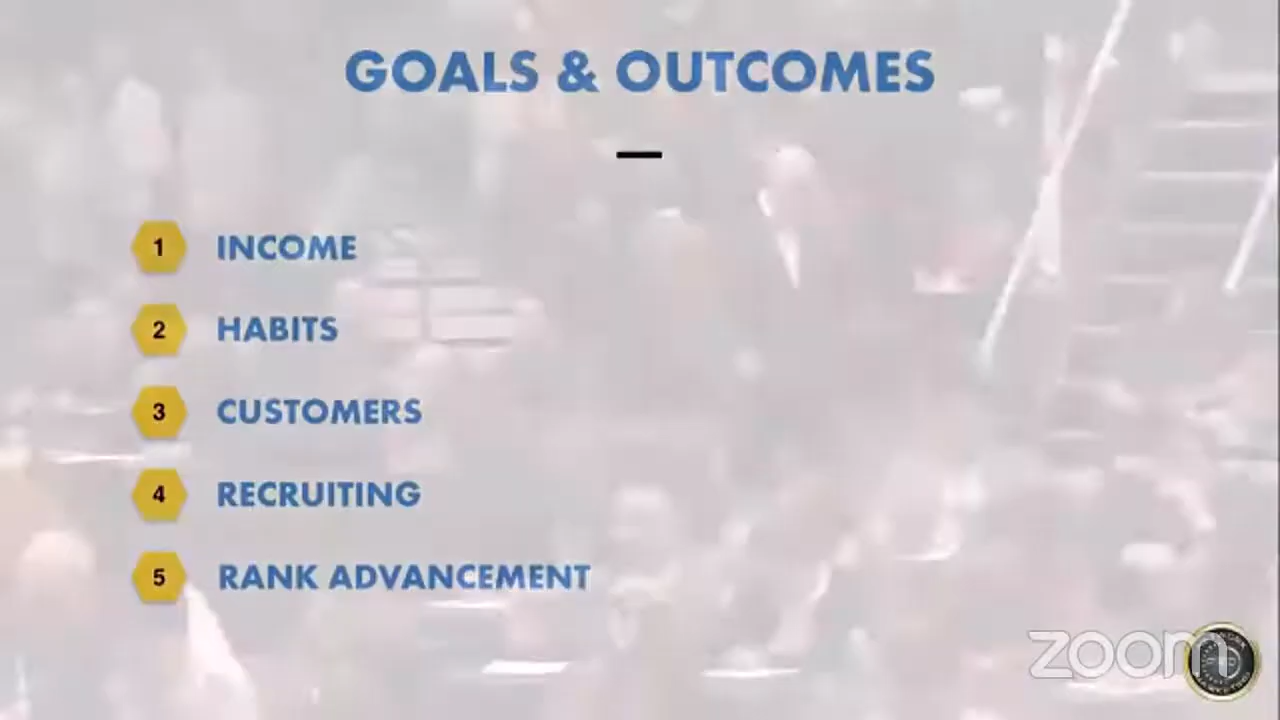 GOALS & OUTCOMES
1 INCOME
2 HABITS
3 CUSTOMERS
4 RECRUITING
5 RANK ADVANCEMENT
zoom